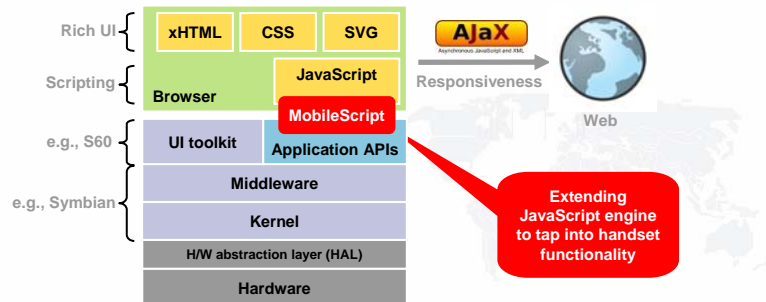 Rich UI
xHTML
CSS
SVG
AJaX
Asynchronous JavaScript and XML
Scripting
JavaScript
Responsiveness
Browser
MobileScript
Web
e.g., S60
UI toolkit
Application APIs
Middleware
e.g., Symbian
Kernel
Extending
JavaScript engine
to tap into handset
functionality
H/W abstraction layer (HAL)
Hardware